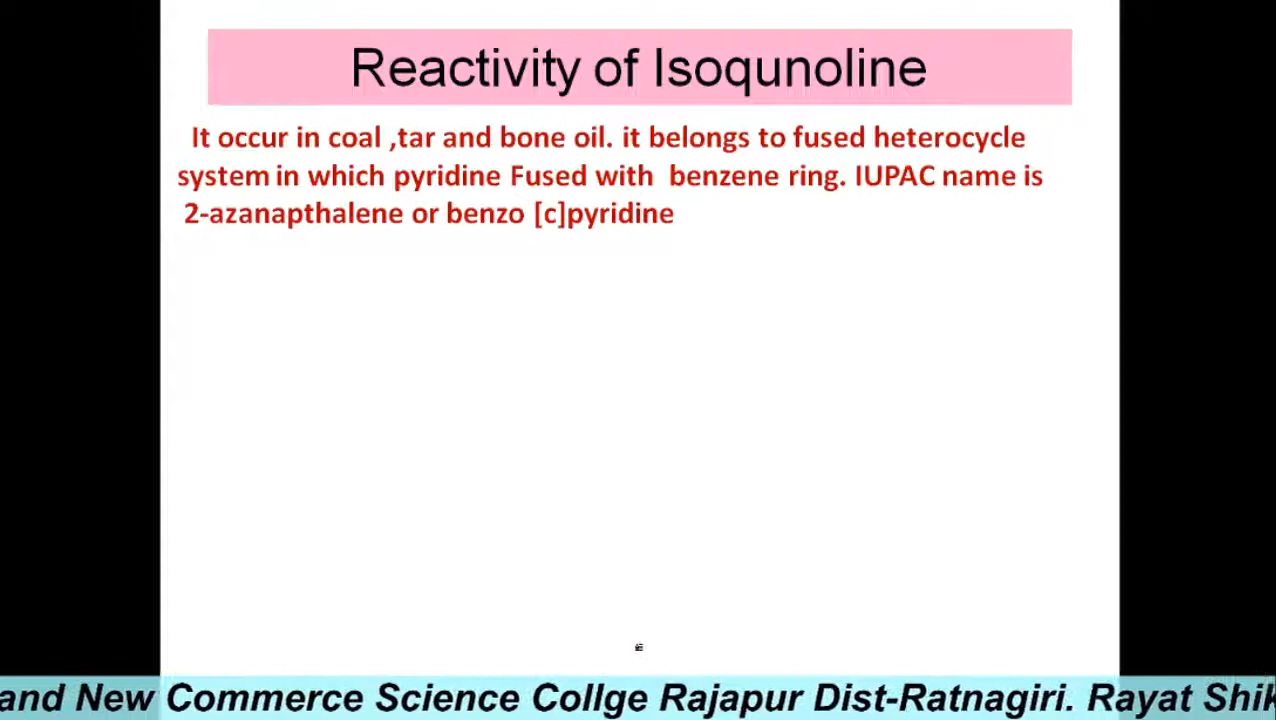 Reactivity of Isoqunoline
It occur in coal ,tar and bone oil. it belongs to fused heterocycle
system in which pyridine Fused with benzene ring. IUPAC name is
2-azanapthalene or benzo [c]pyridine
and New Commerce Science Collge Rajapur Dist-Ratnagiri. Rayat Shik